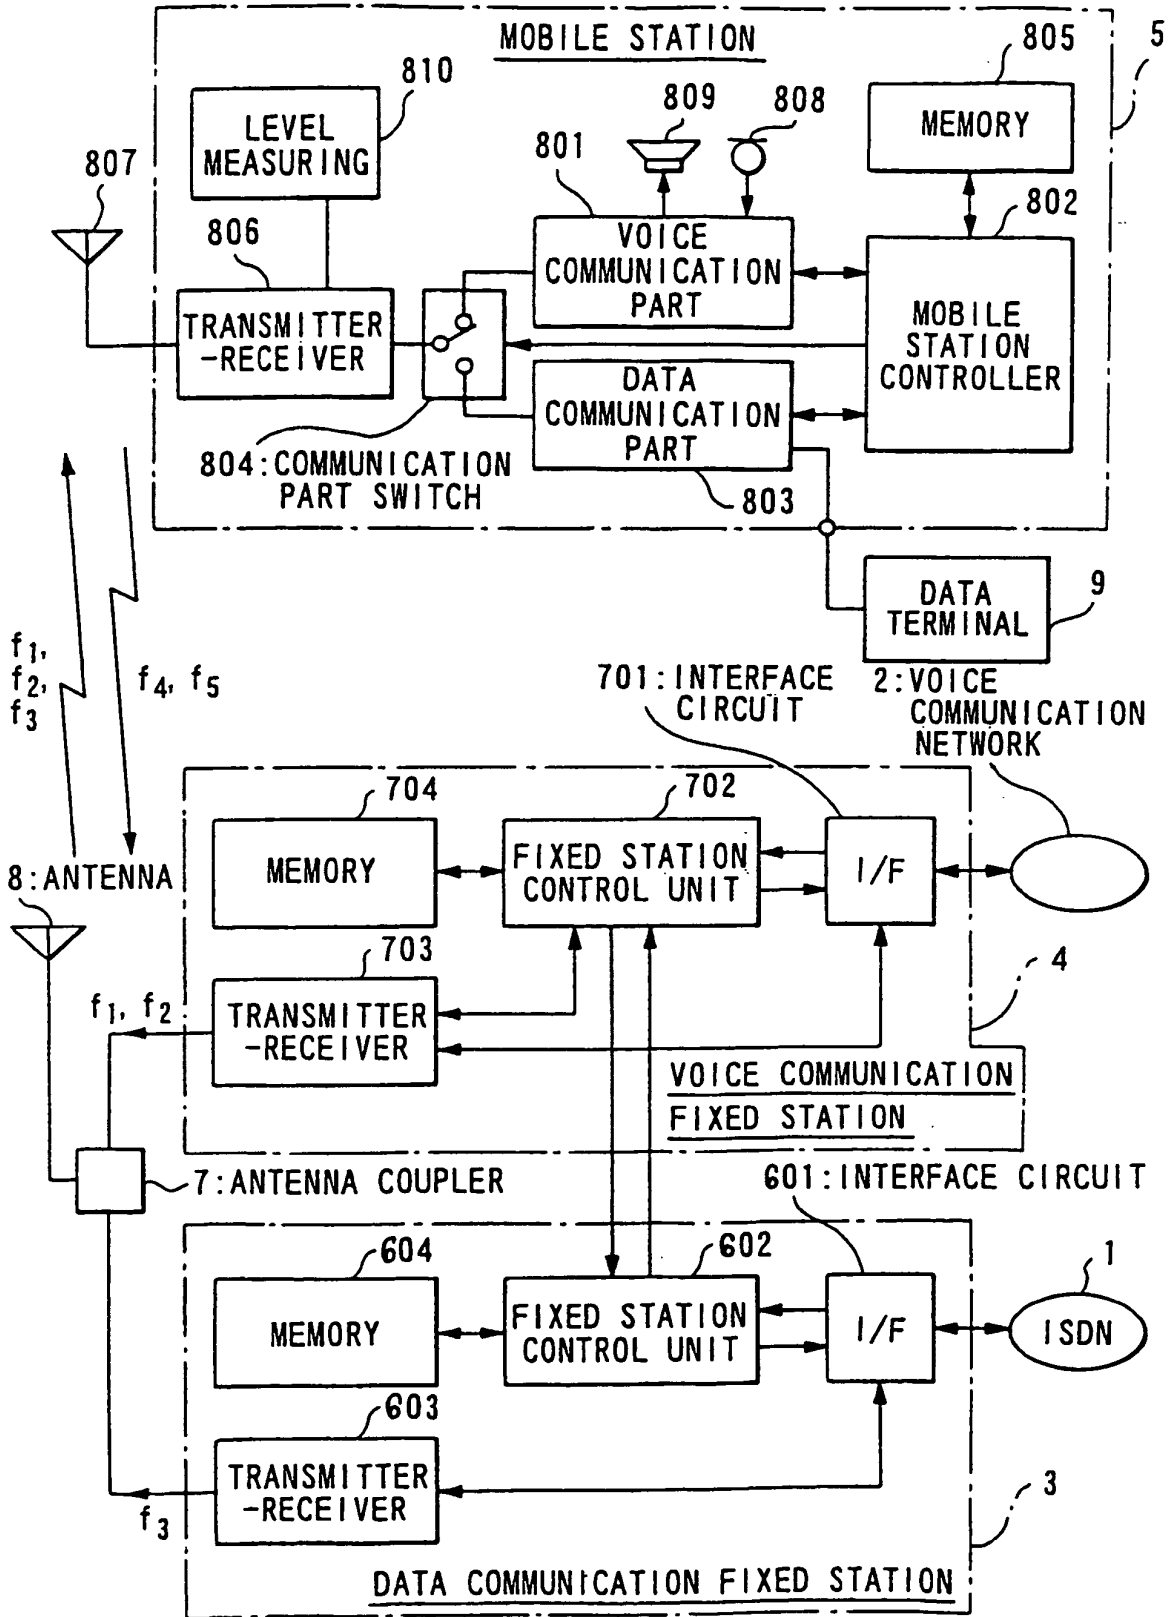 MOBILE STATION
5
805
810
809
808
801
MEMORY
LEVEL
MEASURING
807
802
806
VOICE
COMMUNICATION
PART
TRANSMITTER
-RECEIVER
MOBILE
STATION
CONTROLLER
DATA
COMMUNICATION
PART
804:COMMUNICATION
PART SWITCH
803
DATA
TERMINAL
9
f1,
f2,
f3
f4, f5
701:INTERFACE
CIRCUIT
2:VOICE
COMMUNICATION
NETWORK
704
702
MEMORY
FIXED STATION
CONTROL UNIT
I/F
8:ANTENNA
703
4
f1, f2
TRANSMITTER
-RECEIVER
VOICE COMMUNICATION
FIXED STATION
7:ANTENNA COUPLER
601:INTERFACE CIRCUIT
604
602
1
MEMORY
FIXED STATION
CONTROL UNIT
I/F
ISDN
603
TRANSMITTER
-RECEIVER
f3
3
DATA COMMUNICATION FIXED STATION